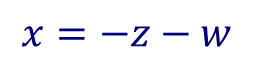 x = −z − w